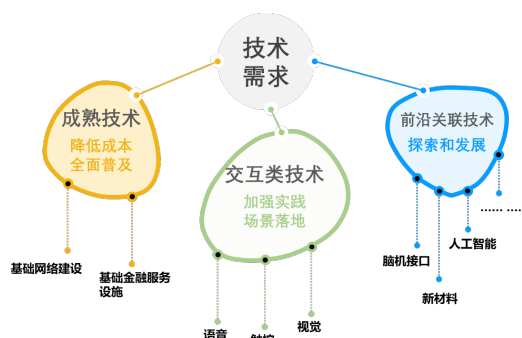 技术
需求
成熟技术
降低成本
全面普及
交互类技术
加强实践
场景落地
前沿关联技术
探索和发展
基础网络建设
基础金融服务
设施
语音
视觉
脑机接口
新材料
人工智能
...... ....